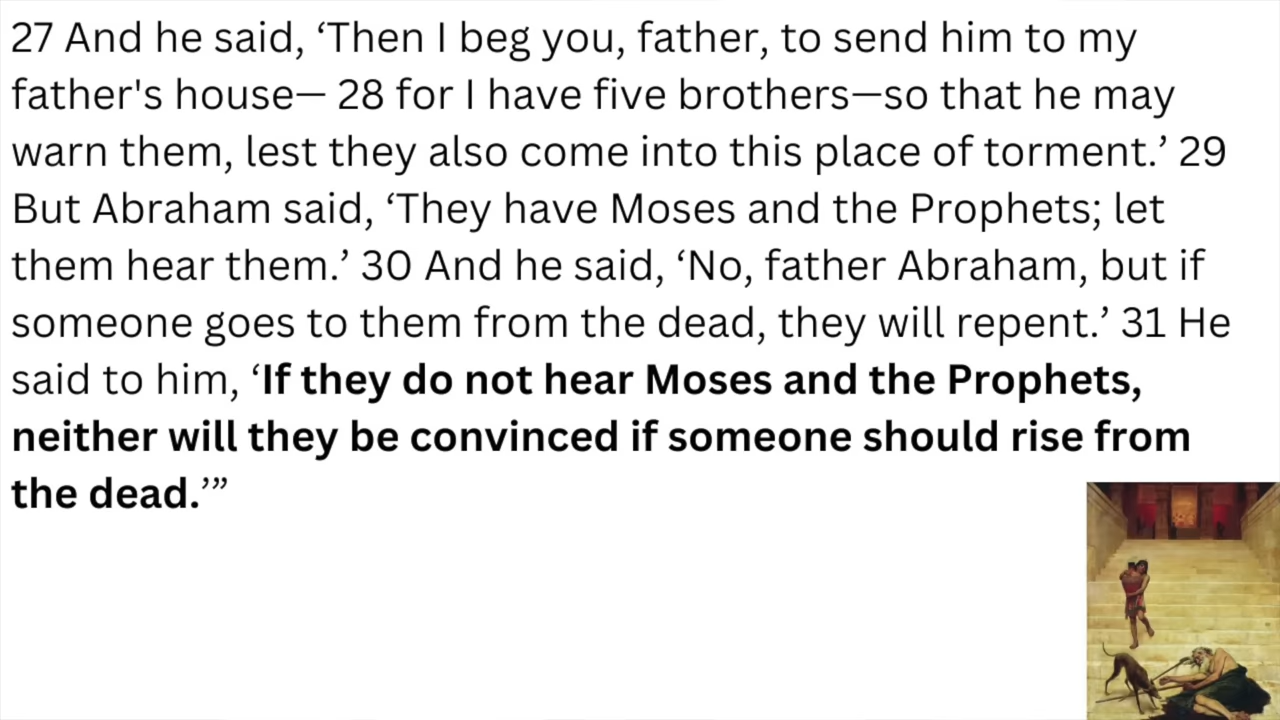 27 And he said, ‘Then I beg you, father, to send him to my
father's house— 28 for I have five brothers—so that he may
warn them, lest they also come into this place of torment.’ 29
But Abraham said, ‘They have Moses and the Prophets; let
them hear them.’ 30 And he said, ‘No, father Abraham, but if
someone goes to them from the dead, they will repent.’ 31 He
said to him, ‘If they do not hear Moses and the Prophets,
neither will they be convinced if someone should rise from
the dead.’”